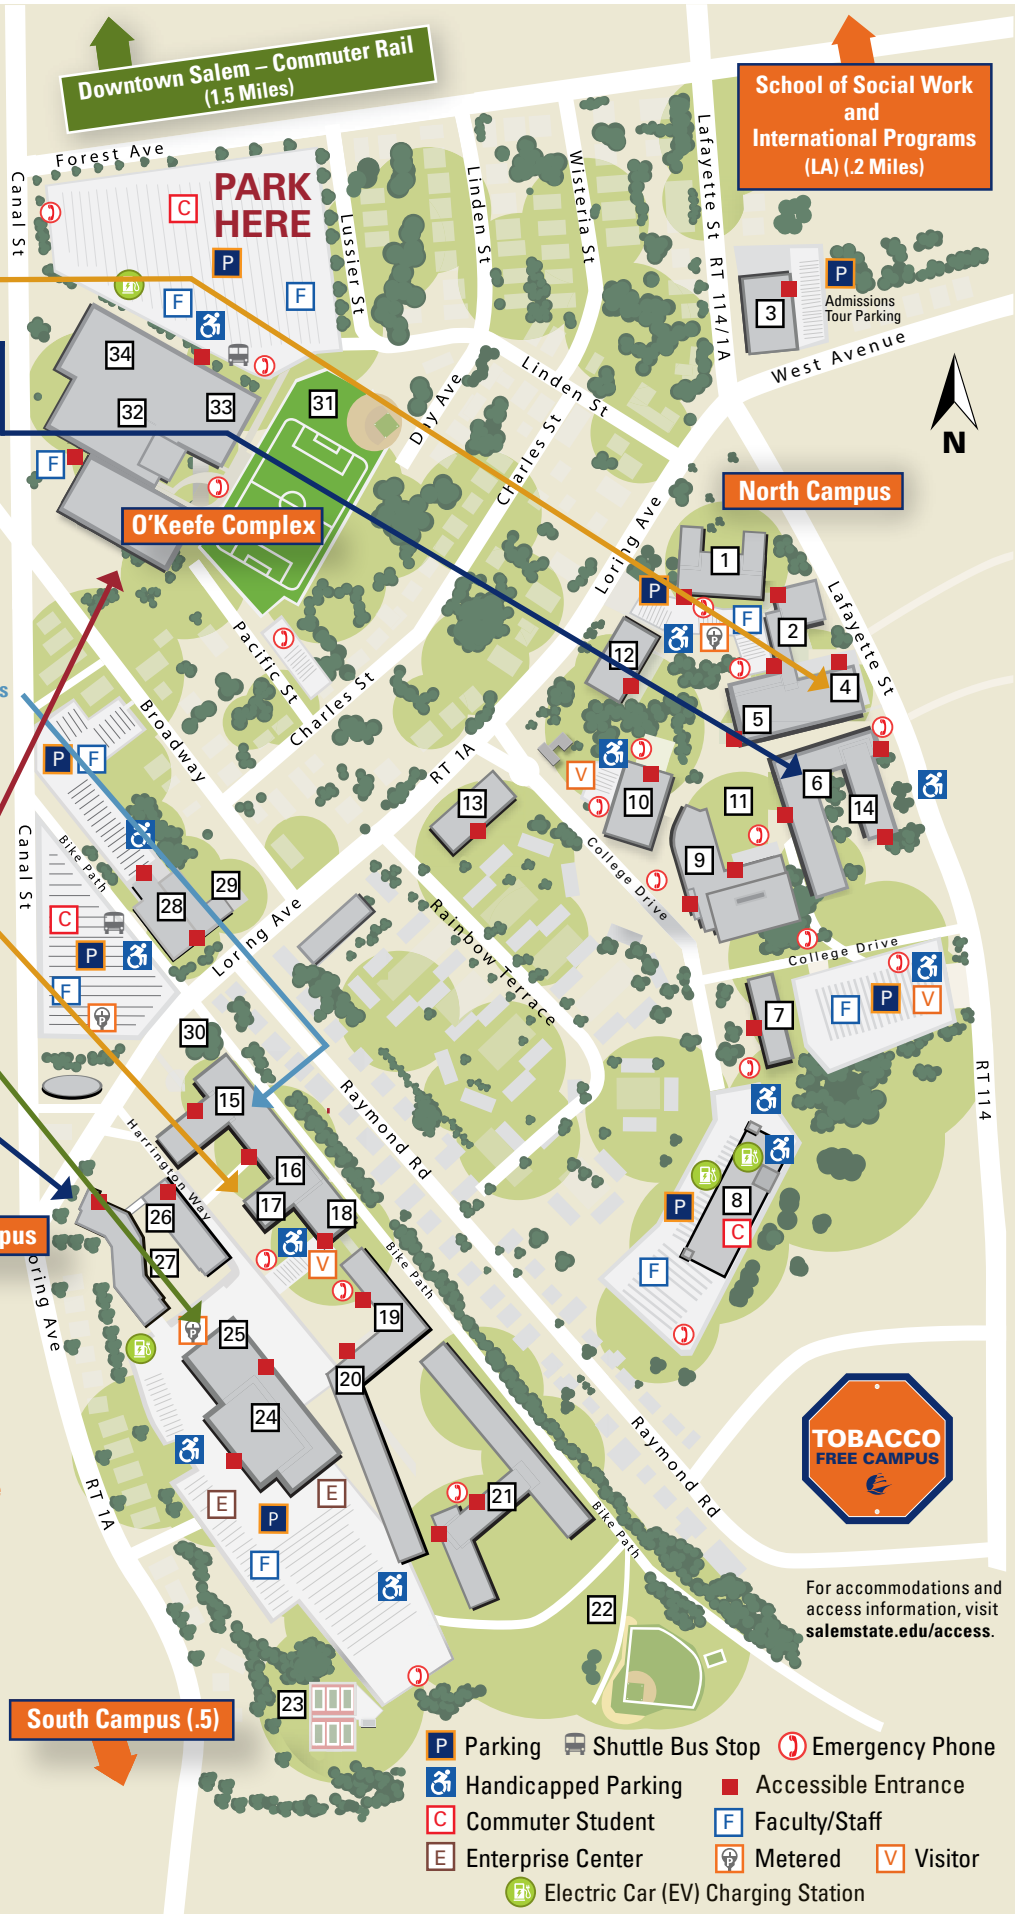 Downtown Salem – Commuter Rail
(1.5 Miles)
School of Social Work
and
International Programs
(LA) (.2 Miles)
Forest Ave
Canal St
PARK
HERE
C
P
F
F
Lussier St
Linden St
Wisteria St
Lafayette St RT 114/1A
3
P
Admissions
Tour Parking
West Avenue
N
34
32
33
31
F
Day Ave
Linden St
Charles St
O'Keefe Complex
North Campus
Loring Ave
1
P
F
P
2
12
4
5
Lafayette St
Pacific St
Charles St
Broadway
RT 1A
s
P
F
V
10
11
6
14
13
9
College Drive
Canal St
Bike Path
28
29
C
P
F
P
Loring Ave
Rainbow Terrace
College Drive
F
P
V
7
30
15
16
17
18
Harrington Way
26
27
Raymond Rd
RT 114
8
C
P
F
pus
oring Ave
V
19
Bike Path
P
25
20
24
E
E
P
F
RT 1A
21
Bike Path
Raymond Rd
22
23
TOBACCO
FREE CAMPUS
For accommodations and
access information, visit
salemstate.edu/access.
South Campus (.5)
P Parking
Shuttle Bus Stop
Emergency Phone
Handicapped Parking
Accessible Entrance
C Commuter Student
F Faculty/Staff
E Enterprise Center
P Metered
V Visitor
Electric Car (EV) Charging Station